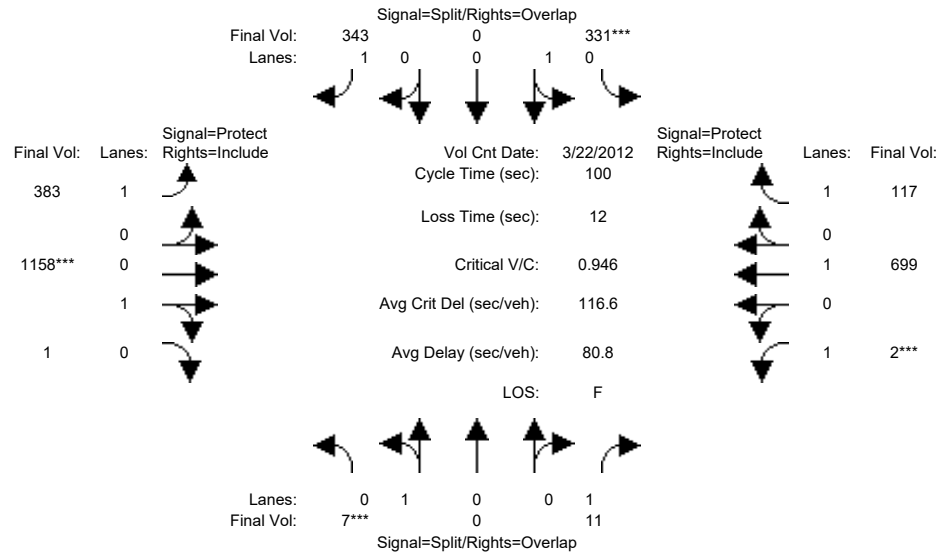 Signal=Split/Rights=Overlap
Final Vol: 343 0 331***
Lanes: 1 0 0 1 0
Signal=Protect Signal=Protect
Final Vol: Lanes: Rights=Include Vol Cnt Date: 3/22/2012 Rights=Include Lanes: Final Vol:
Cycle Time (sec): 100
383 1 1 117
Loss Time (sec): 12
0 0
1158*** 0 Critical V/C: 0.946 1 699
1 Avg Crit Del (sec/veh): 116.6 0
1 0 Avg Delay (sec/veh): 80.8 1 2***
LOS: F
Lanes: 0 1 0 0 1
Final Vol: 7*** 0 11
Signal=Split/Rights=Overlap